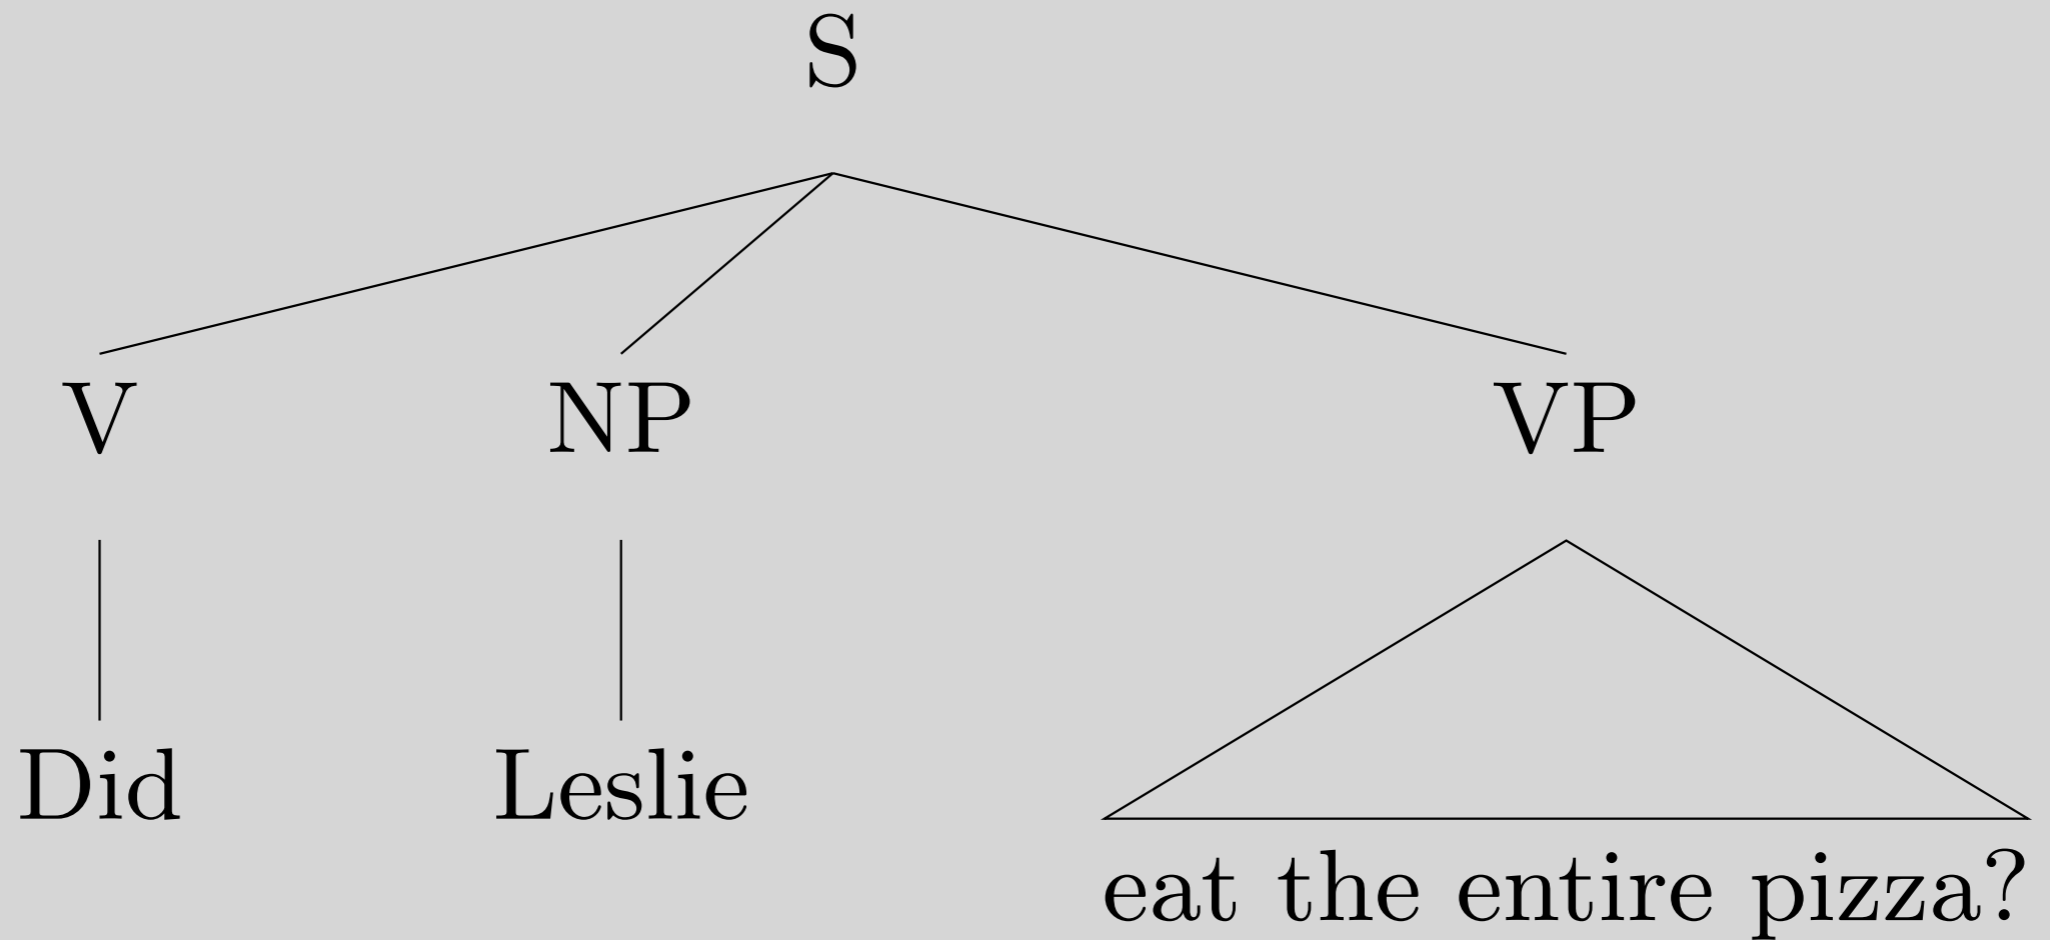 S
V NP VP
Did Leslie
eat the entire pizza?